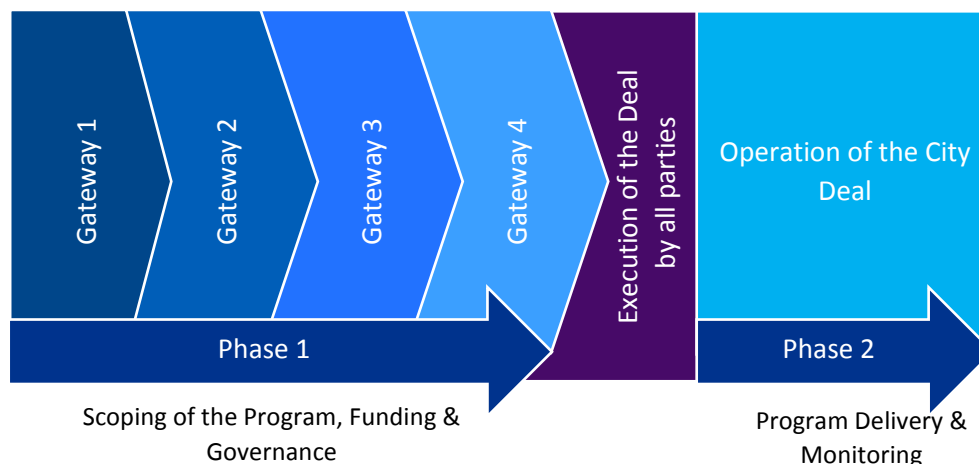 Gateway 1
Gateway 2
Gateway 3
Gateway 4
Execution of the Deal
by all parties
Operation of the City
Deal
Phase 1
Phase 2
Scoping of the Program, Funding &
Governance
Program Delivery &
Monitoring